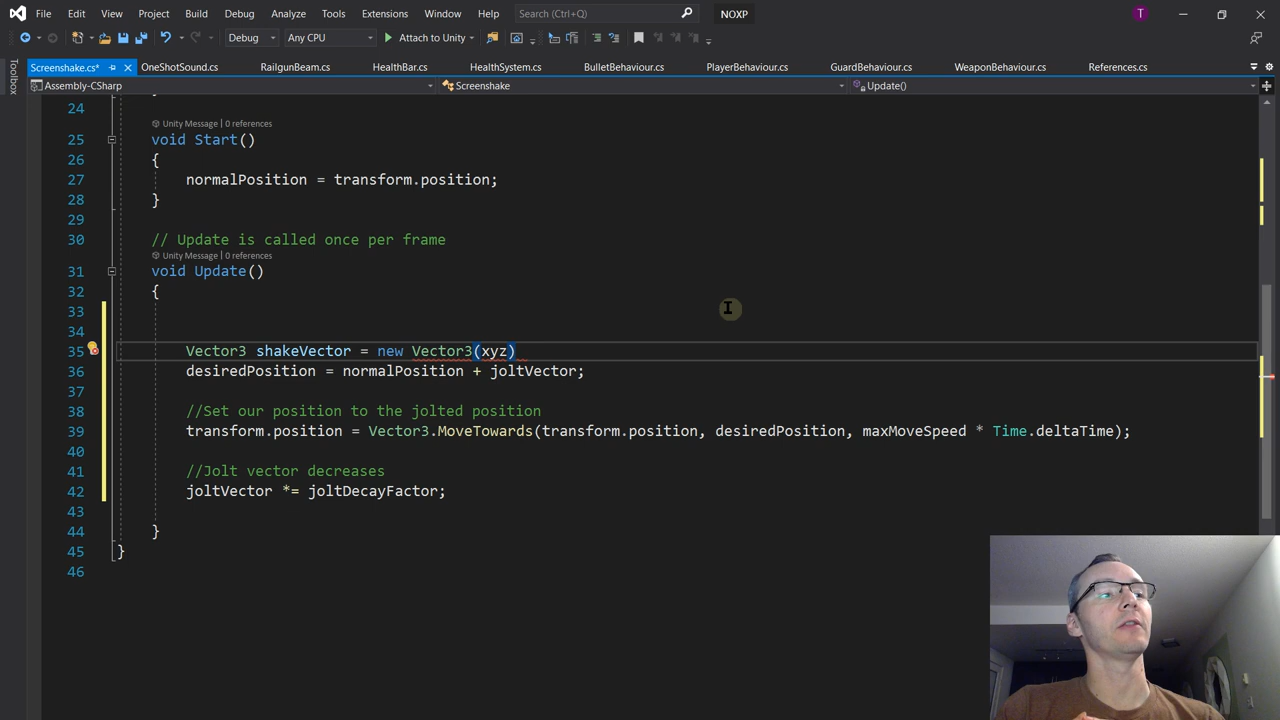 File Edit View Project Build Debug Analyze Tools Extensions Window Help Search (Ctrl+Q) NOXP T
Debug Any CPU Attach to Unity
Toolbox
Screenshake.cs* OneShotSound.cs RailgunBeam.cs HealthBar.cs HealthSystem.cs BulletBehaviour.cs PlayerBehaviour.cs GuardBehaviour.cs WeaponBehaviour.cs References.cs
Assembly-CSharp Screenshake Update()
24
Unity Message | 0 references
25 void Start()
26 {
27 normalPosition = transform.position;
28 }
29
30 // Update is called once per frame
Unity Message | 0 references
31 void Update()
32 {
33
34
35 Vector3 shakeVector = new Vector3(xyz)
36 desiredPosition = normalPosition + joltVector;
37
38 //Set our position to the jolted position
39 transform.position = Vector3.MoveTowards(transform.position, desiredPosition, maxMoveSpeed * Time.deltaTime);
40
41 //Jolt vector decreases
42 joltVector *= joltDecayFactor;
43
44 }
45 }
46